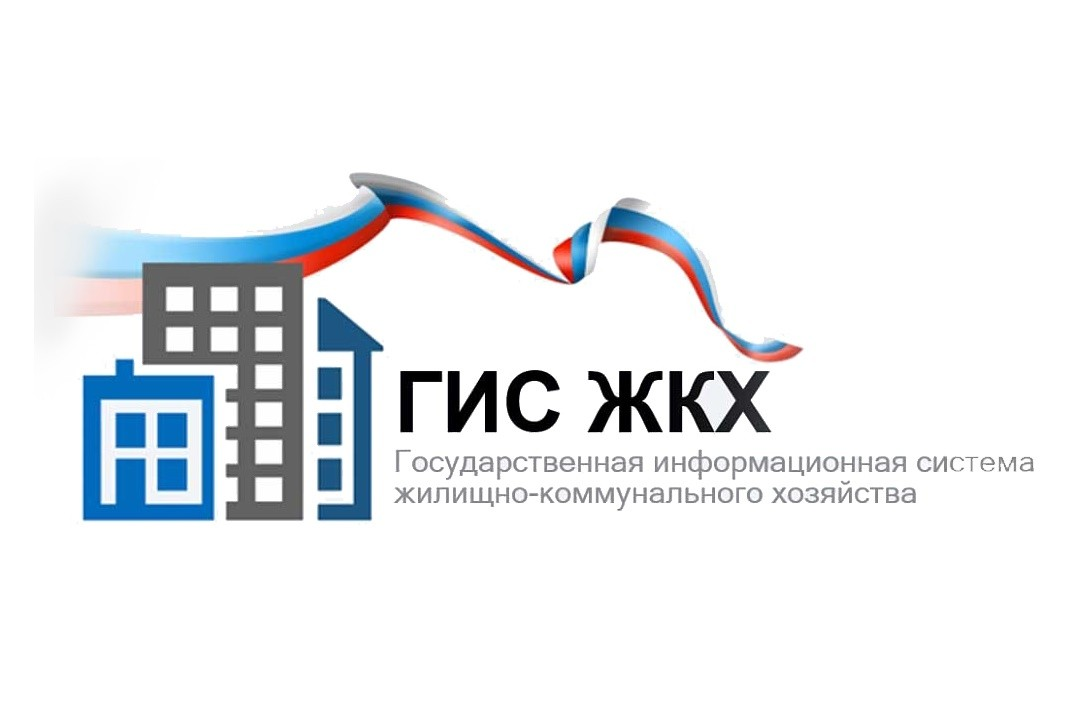 ГИС ЖКХ
Государственная информационная система
жилищно-коммунального хозяйства